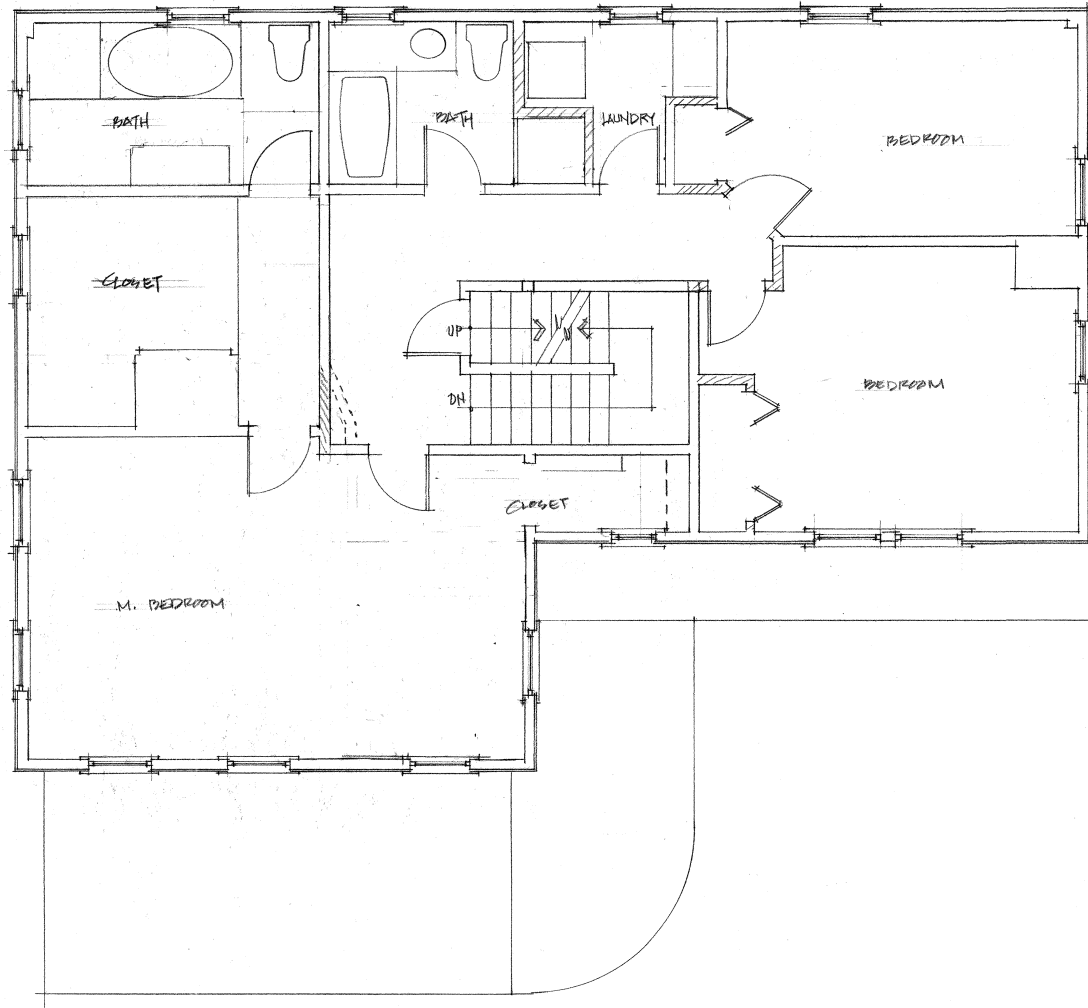 BATH
BATH
LAUNDRY
BEDROOM
CLOSET
UP
DN
BEDROOM
CLOSET
M. BEDROOM